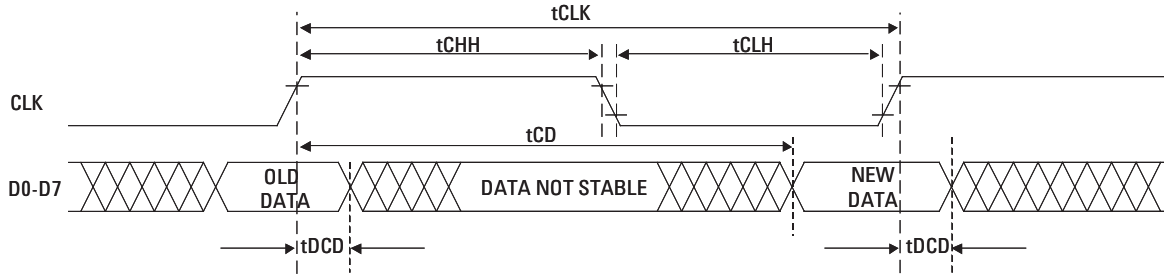 tCLK
tCHH
tCLH
CLK
tCD
D0-D7
OLD
DATA
DATA NOT STABLE
NEW
DATA
tDCD
tDCD